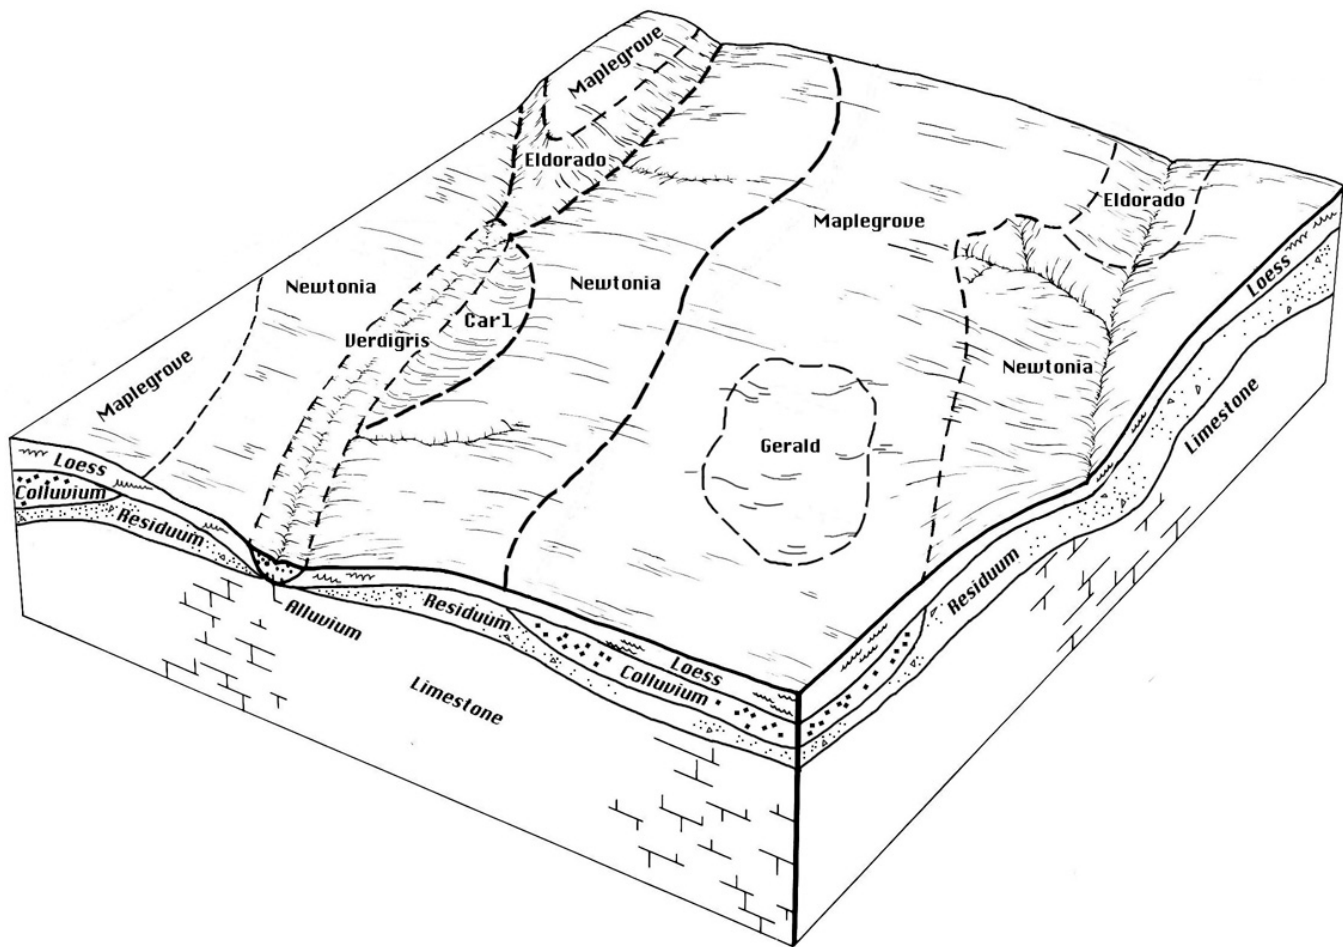 Maplegrove
Eldorado
Eldorado
Maplegrove
Newtonia
Newtonia
Loess
Carl
Verdigris
Maplegrove
Newtonia
Limestone
Gerald
Loess
Colluvium
Residuum
Residuum
Alluvium
Residuum
Loess
Colluvium
Limestone